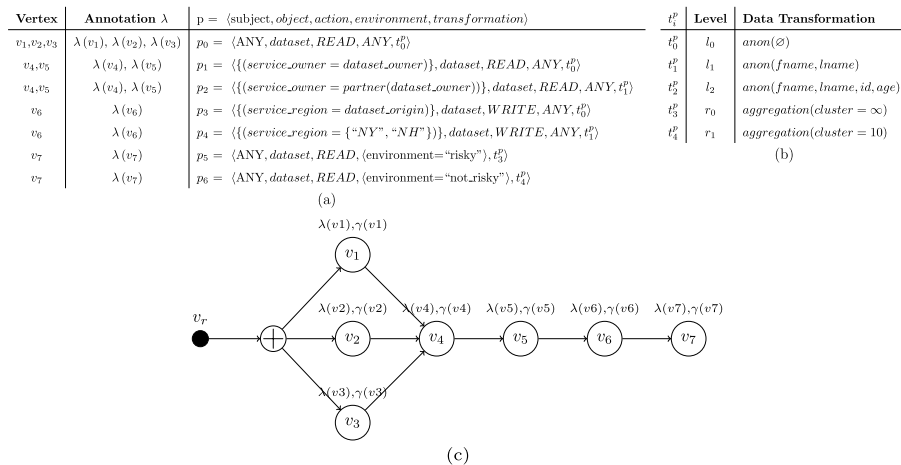 Vertex Annotation λ p = ⟨subject, object, action, environment, transformation⟩
v₁,v₂,v₃ λ(v₁), λ(v₂), λ(v₃) p₀ = ⟨ANY, dataset, READ, ANY, t₀ᵖ⟩
v₄,v₅ λ(v₄), λ(v₅) p₁ = ⟨{(service_owner = dataset_owner)}, dataset, READ, ANY, t₀ᵖ⟩
v₄,v₅ λ(v₄), λ(v₅) p₂ = ⟨{(service_owner = partner(dataset_owner))}, dataset, READ, ANY, t₁ᵖ⟩
v₆ λ(v₆) p₃ = ⟨{(service_region = dataset_origin)}, dataset, WRITE, ANY, t₀ᵖ⟩
v₆ λ(v₆) p₄ = ⟨{(service_region = {“NY”, “NH”})}, dataset, WRITE, ANY, t₁ᵖ⟩
v₇ λ(v₇) p₅ = ⟨ANY, dataset, READ, ⟨environment=“risky”⟩, t₃ᵖ⟩
v₇ λ(v₇) p₆ = ⟨ANY, dataset, READ, ⟨environment=“not_risky”⟩, t₄ᵖ⟩
(a)
tᵢᵖ Level Data Transformation
t₀ᵖ l₀ anon(∅)
t₁ᵖ l₁ anon(fname, lname)
t₂ᵖ l₂ anon(fname, lname, id, age)
t₃ᵖ r₀ aggregation(cluster = ∞)
t₄ᵖ r₁ aggregation(cluster = 10)
(b)
λ(v1),γ(v1)
v₁
λ(v2),γ(v2) λ(v4),γ(v4) λ(v5),γ(v5) λ(v6),γ(v6) λ(v7),γ(v7)
vᵣ
v₂ v₄ v₅ v₆ v₇
λ(v3),γ(v3)
v₃
(c)